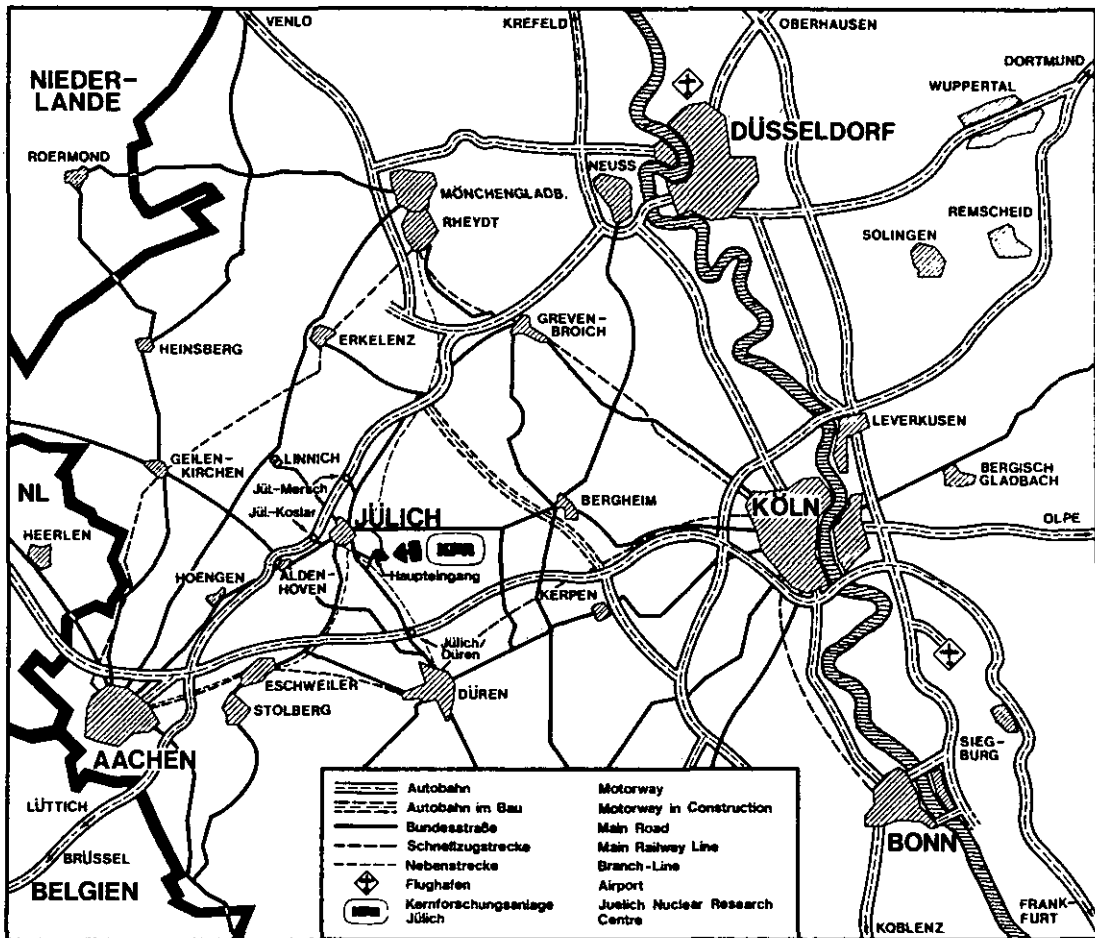 VENLO
KREFELD
OBERHAUSEN
DORTMUND
WUPPERTAL
NIEDER-
LANDE
DÜSSELDORF
ROERMOND
NEUSS
MÖNCHENGLADB.
RHEYDT
REMSCHEID
SOLINGEN
GREVEN-
BROICH
ERKELENZ
HEINSBERG
LEVERKUSEN
GEILEN-
KIRCHEN
LINNICH
BERGISCH
GLADBACH
NL
Jül.-Mersch
BERGHEIM
KÖLN
Jül.-Koslar
JÜLICH
OLPE
HEERLEN
KFA
Haupteingang
HOENGEN
ALDEN-
HOVEN
KERPEN
Jülich/
Düren
ESCHWEILER
DÜREN
STOLBERG
SIEG-
BURG
AACHEN
LÜTTICH
BRÜSSEL
BELGIEN
BONN
KOBLENZ
FRANK-
FURT
Autobahn Motorway
Autobahn im Bau Motorway in Construction
Bundesstraße Main Road
Schnellzugstrecke Main Railway Line
Nebenstrecke Branch-Line
Flughafen Airport
KFA Kernforschungsanlage Juelich Nuclear Research
Jülich Centre